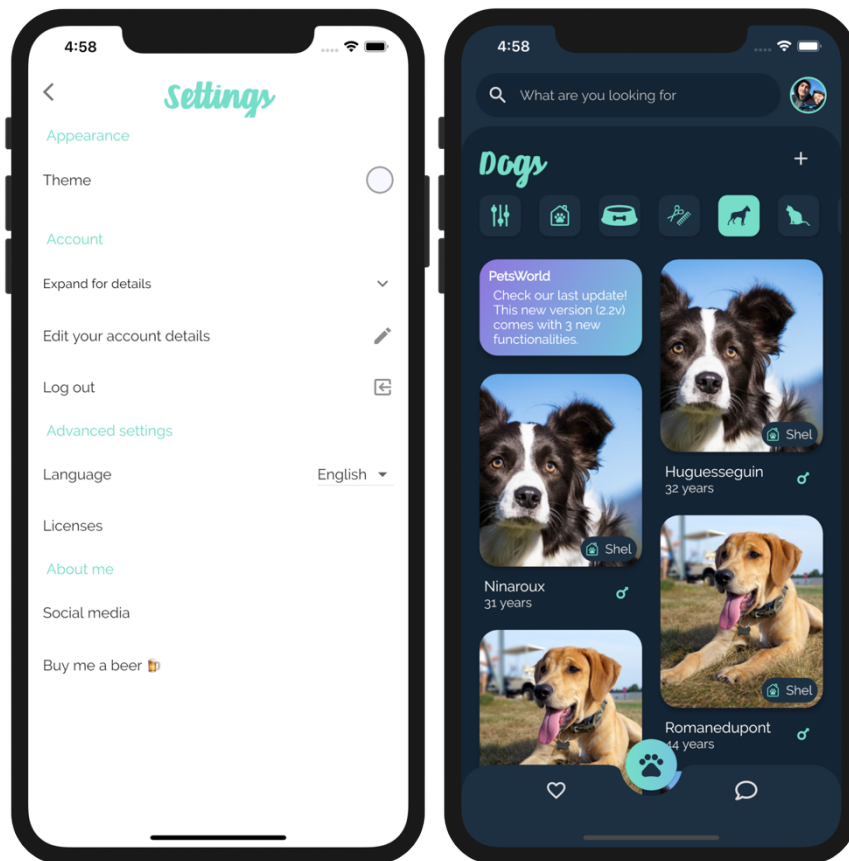 4:58
Settings
Appearance
Theme
Account
Expand for details
Edit your account details
Log out
Advanced settings
Language English
Licenses
About me
Social media
Buy me a beer 🍺
4:58
What are you looking for
Dogs
PetsWorld
Check our last update!
This new version (2.2v)
comes with 3 new
functionalities.
Shel
Huguesseguin
32 years
Shel
Ninaroux
31 years
Shel
Romanedupont
44 years